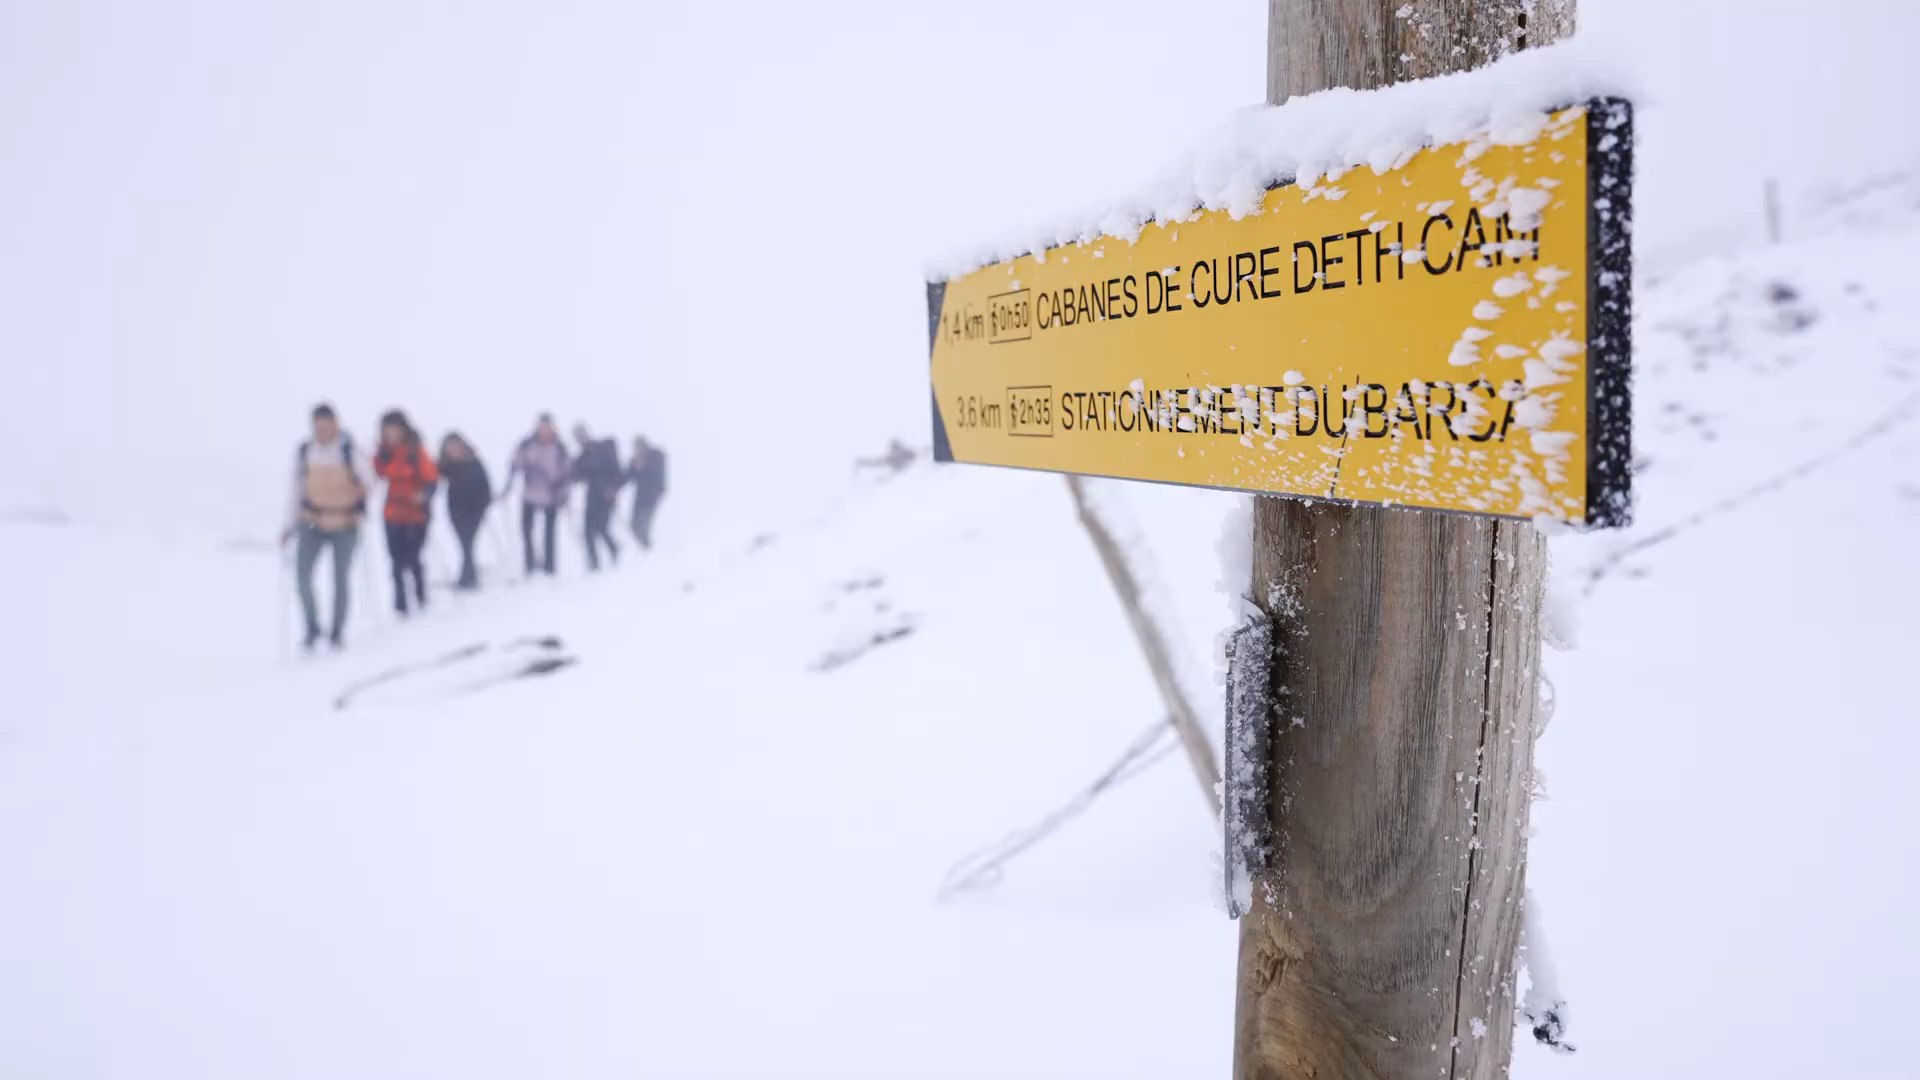 1,4 km 0h50 CABANES DE CURE DETH CAM
3,6 km 2h35 STATIONNEMENT DU BARCA